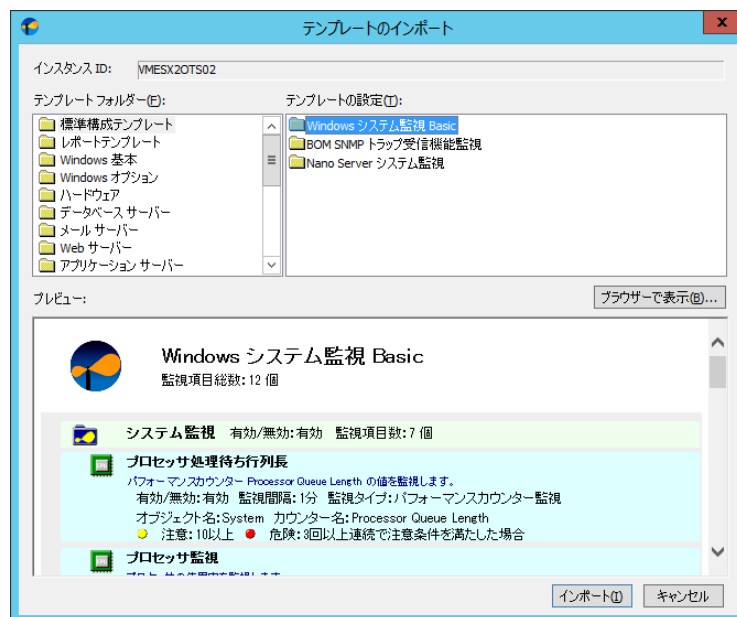 テンプレートのインポート
x
インスタンス ID: VMESX2OTS02
テンプレート フォルダー(F): テンプレートの設定(T):
標準構成テンプレート
レポートテンプレート
Windows 基本
Windows オプション
ハードウェア
データベース サーバー
メール サーバー
Web サーバー
アプリケーション サーバー
Windows システム監視 Basic
BOM SNMP トラップ受信機能監視
Nano Server システム監視
プレビュー: ブラウザーで表示(B)...
Windows システム監視 Basic
監視項目総数: 12 個
システム監視 有効/無効:有効 監視項目数:7 個
プロセッサ処理待ち行列長
パフォーマンスカウンター Processor Queue Length の値を監視します。
有効/無効:有効 監視間隔:1分 監視タイプ:パフォーマンスカウンター監視
オブジェクト名:System カウンター名:Processor Queue Length
注意:10以上 危険:3回以上連続で注意条件を満たした場合
プロセッサ監視
インポート(I) キャンセル